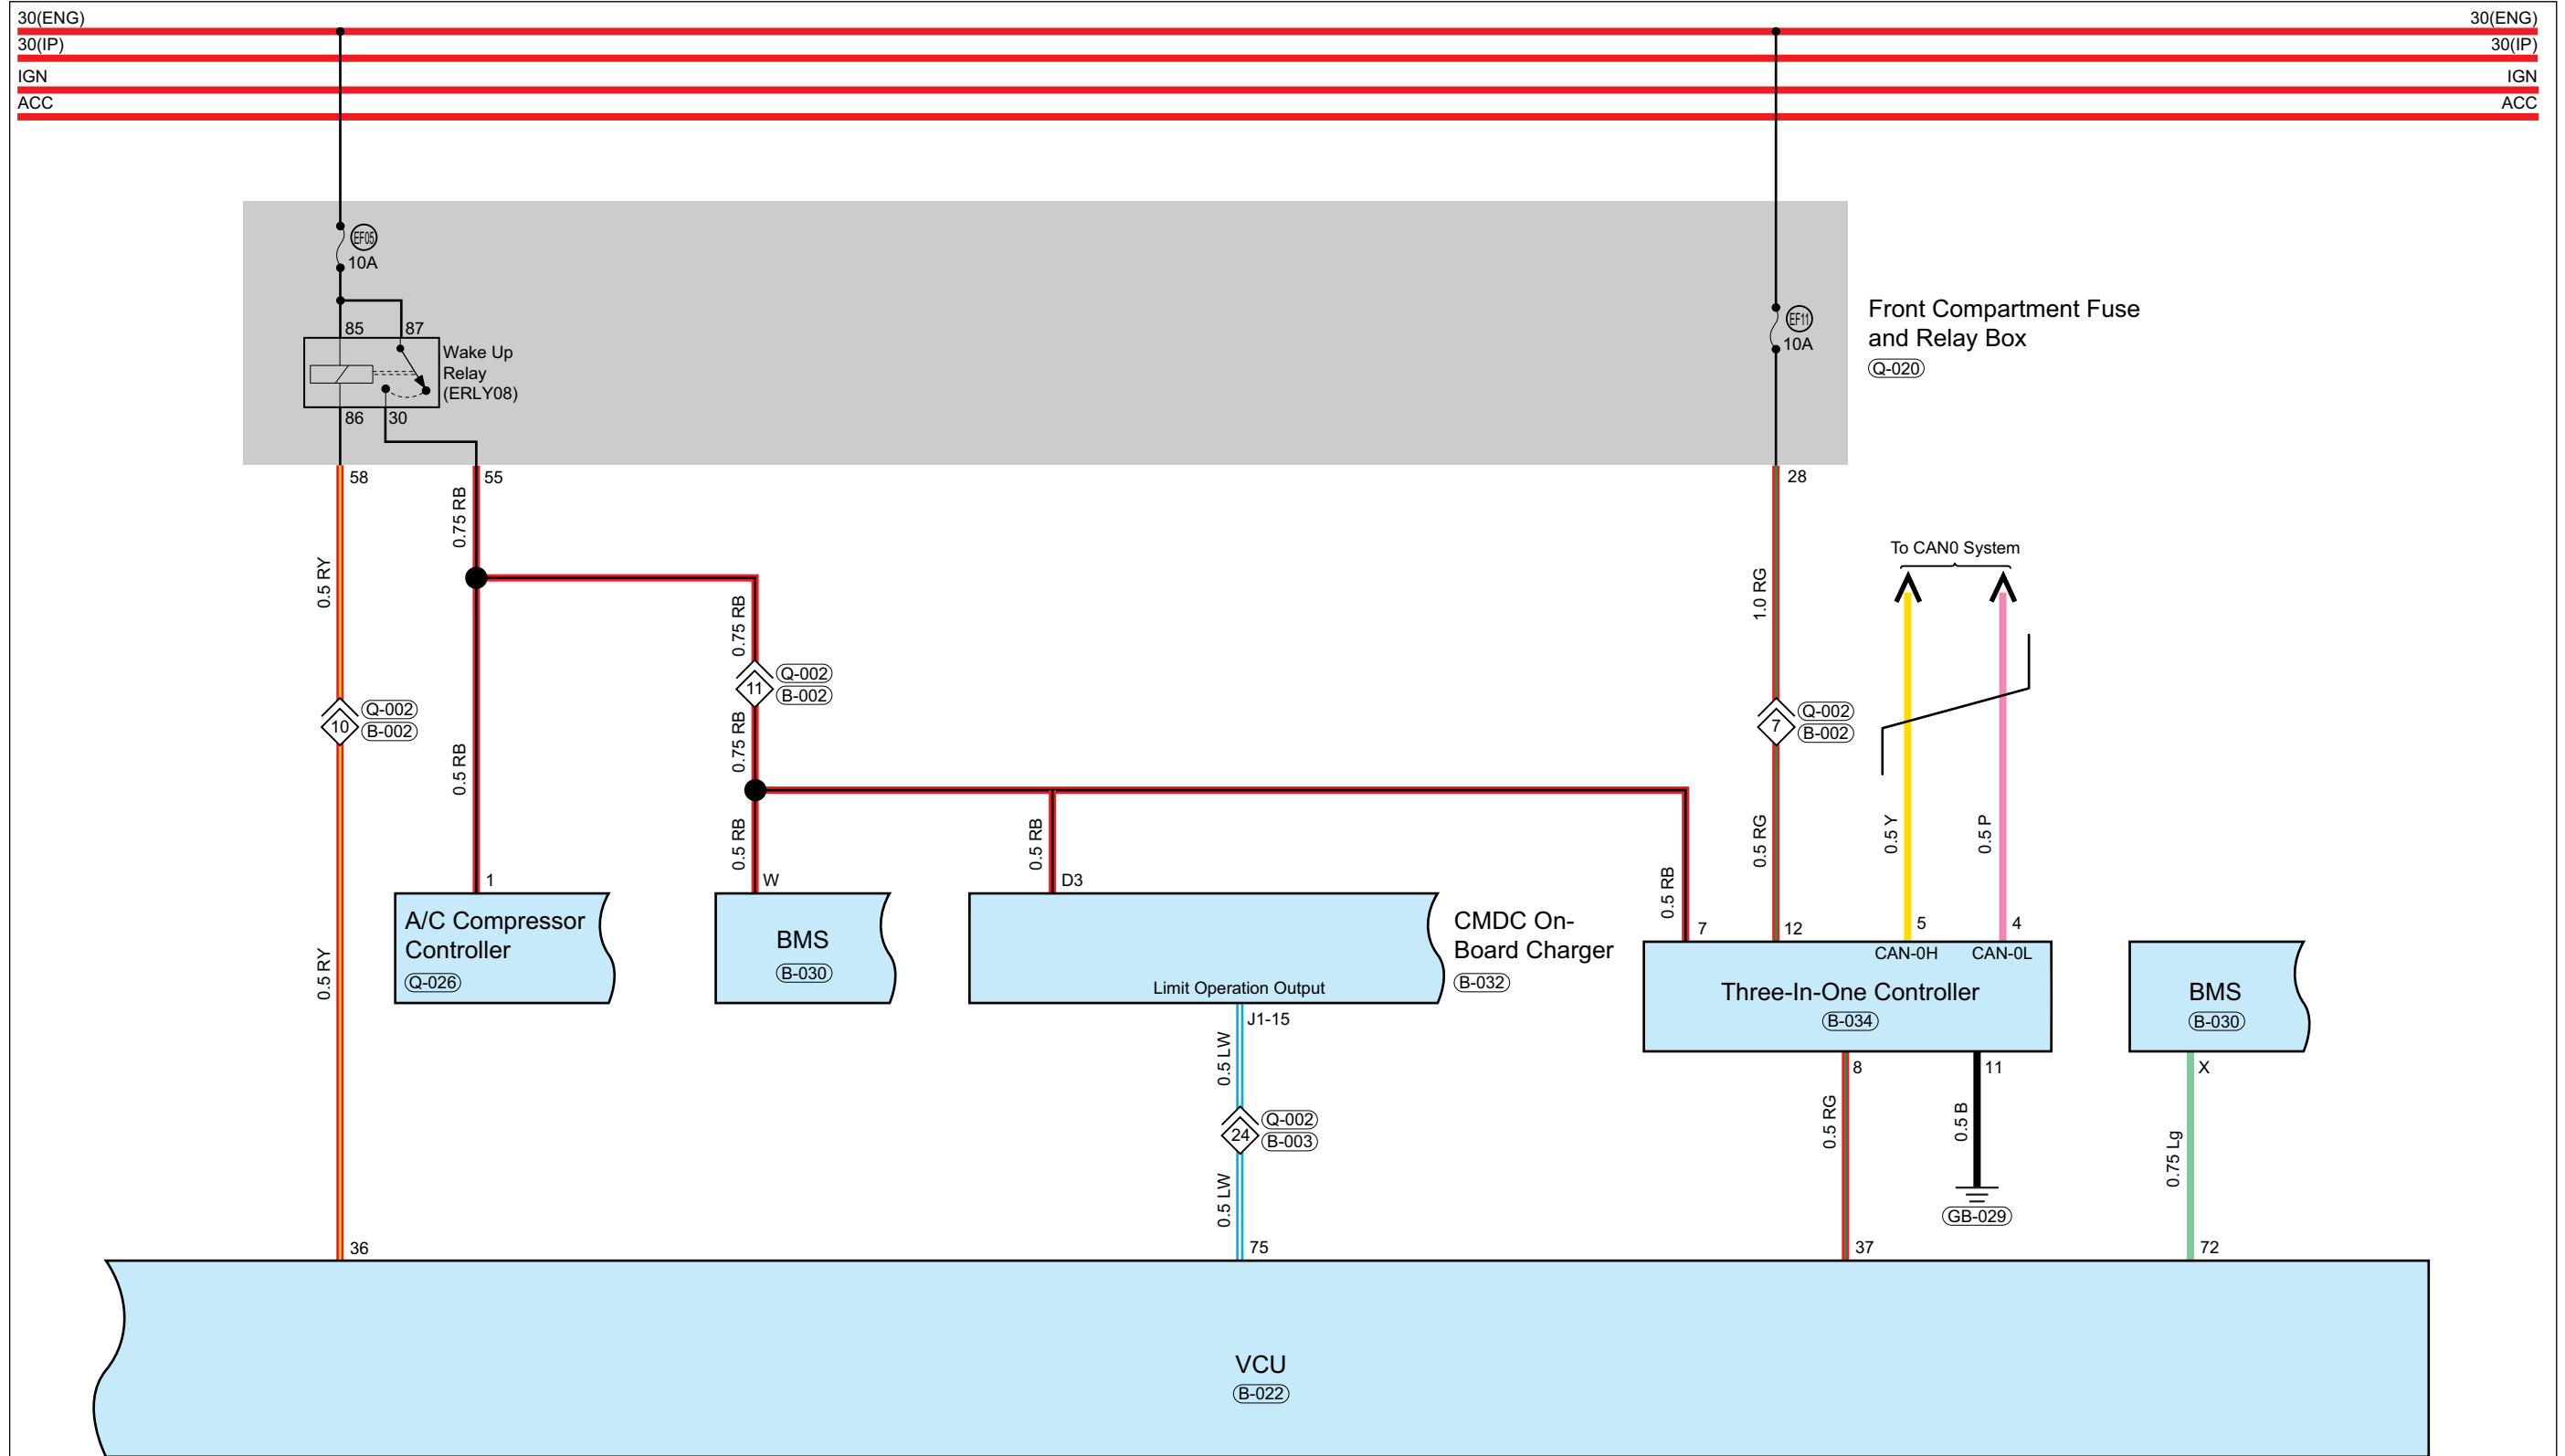 30(ENG)
30(ENG)
30(IP)
30(IP)
IGN
IGN
ACC
ACC
EF05
10A
85
87
Wake Up
Relay
(ERLY08)
86
30
EF11
10A
Front Compartment Fuse
and Relay Box
Q-020
58
55
28
0.75 RB
0.5 RY
0.75 RB
1.0 RG
To CAN0 System
11
Q-002
B-002
10
Q-002
B-002
7
Q-002
B-002
0.5 RB
0.75 RB
0.5 RB
0.5 RB
0.5 RB
0.5 RG
0.5 Y
0.5 P
1
W
D3
7
12
5
4
A/C Compressor
Controller
Q-026
BMS
B-030
Limit Operation Output
CMDC On-
Board Charger
B-032
CAN-0H
CAN-0L
Three-In-One Controller
B-034
BMS
B-030
0.5 RY
J1-15
0.5 LW
24
Q-002
B-003
0.5 LW
8
0.5 RG
11
0.5 B
GB-029
X
0.75 Lg
36
75
37
72
VCU
B-022